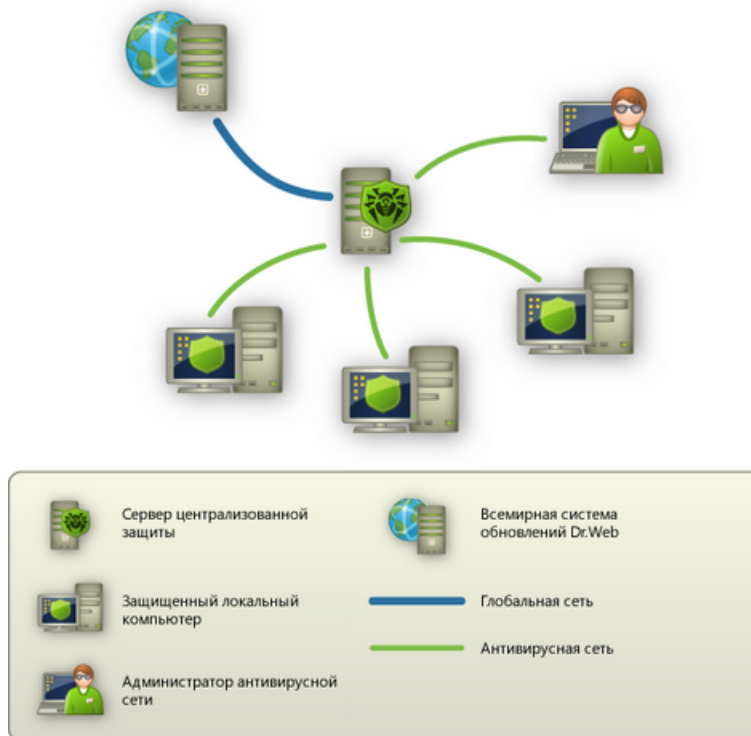 Сервер централизованной
защиты
Всемирная система
обновлений Dr.Web
Защищенный локальный
компьютер
Глобальная сеть
Антивирусная сеть
Администратор антивирусной
сети